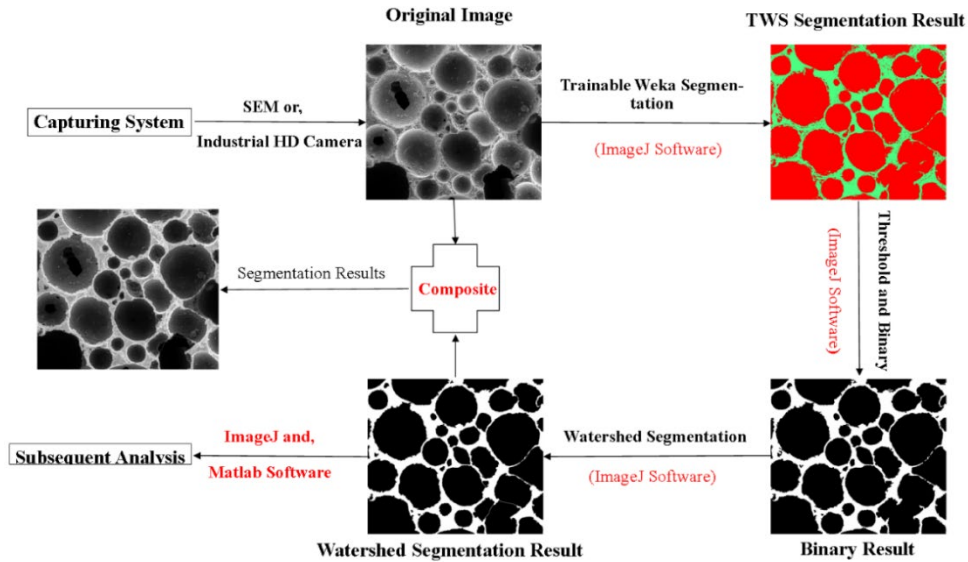 Original Image
TWS Segmentation Result
Capturing System
SEM or,
Industrial HD Camera
Trainable Weka Segmen-
tation
(ImageJ Software)
Threshold and Binary
(ImageJ Software)
Segmentation Results
Composite
Subsequent Analysis
ImageJ and,
Matlab Software
Watershed Segmentation
(ImageJ Software)
Watershed Segmentation Result
Binary Result